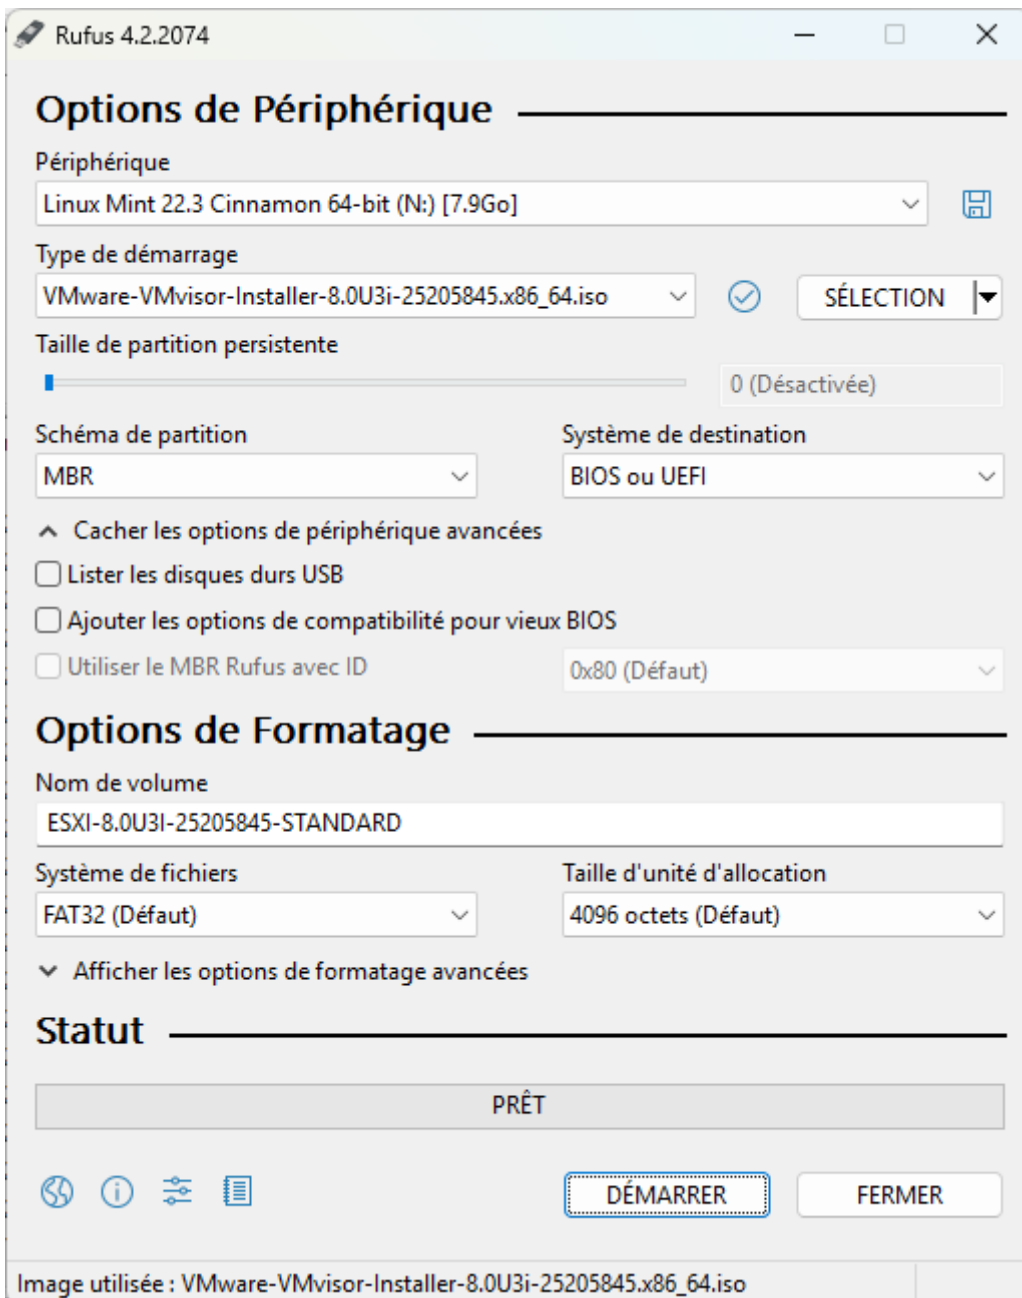 Rufus 4.2.2074
Options de Périphérique
Périphérique
Linux Mint 22.3 Cinnamon 64-bit (N:) [7.9Go]
Type de démarrage
VMware-VMvisor-Installer-8.0U3i-25205845.x86_64.iso
SÉLECTION
Taille de partition persistente
0 (Désactivée)
Schéma de partition Système de destination
MBR BIOS ou UEFI
Cacher les options de périphérique avancées
Lister les disques durs USB
Ajouter les options de compatibilité pour vieux BIOS
Utiliser le MBR Rufus avec ID 0x80 (Défaut)
Options de Formatage
Nom de volume
ESXI-8.0U3I-25205845-STANDARD
Système de fichiers Taille d'unité d'allocation
FAT32 (Défaut) 4096 octets (Défaut)
Afficher les options de formatage avancées
Statut
PRÊT
DÉMARRER FERMER
Image utilisée : VMware-VMvisor-Installer-8.0U3i-25205845.x86_64.iso